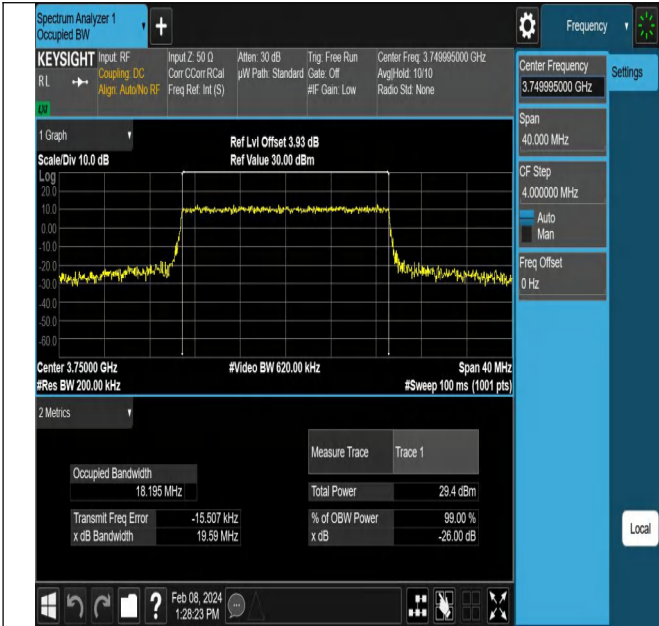 Spectrum Analyzer 1
Occupied BW
+
Frequency
KEYSIGHT Input: RF Input Z: 50 Ω Atten: 30 dB Trig: Free Run Center Freq: 3.749995000 GHz
RL Coupling: DC Corr CCorr RCal µW Path: Standard Gate: Off Avg|Hold: 10/10
Align: Auto/No RF Freq Ref: Int (S) #IF Gain: Low Radio Std: None
LXI
Center Frequency
3.749995000 GHz
Settings
Span
40.000 MHz
CF Step
4.000000 MHz
Auto
Man
Freq Offset
0 Hz
Local
1 Graph
Ref Lvl Offset 3.93 dB
Scale/Div 10.0 dB Ref Value 30.00 dBm
Log
20.0
10.0
0.00
-10.0
-20.0
-30.0
-40.0
-50.0
-60.0
Center 3.75000 GHz #Video BW 620.00 kHz Span 40 MHz
#Res BW 200.00 kHz #Sweep 100 ms (1001 pts)
2 Metrics
Measure Trace Trace 1
Occupied Bandwidth
18.195 MHz
Total Power 29.4 dBm
Transmit Freq Error -15.507 kHz % of OBW Power 99.00 %
x dB Bandwidth 19.59 MHz x dB -26.00 dB
? Feb 08, 2024
1:28:23 PM